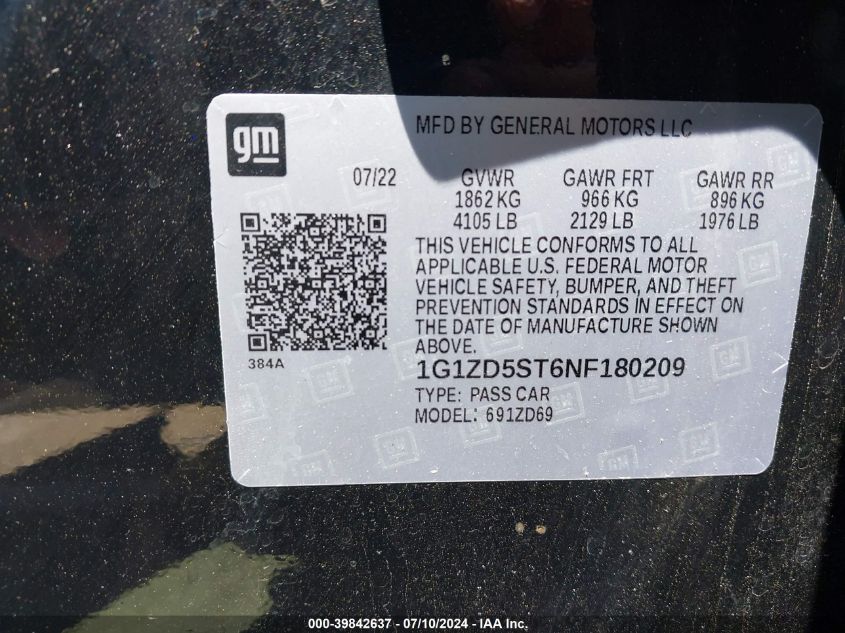 gm
MFD BY GENERAL MOTORS LLC
07/22
GVWR GAWR FRT GAWR RR
1862 KG 966 KG 896 KG
4105 LB 2129 LB 1976 LB
THIS VEHICLE CONFORMS TO ALL
APPLICABLE U.S. FEDERAL MOTOR
VEHICLE SAFETY, BUMPER, AND THEFT
PREVENTION STANDARDS IN EFFECT ON
THE DATE OF MANUFACTURE SHOWN
ABOVE.
384A
1G1ZD5ST6NF180209
TYPE: PASS CAR
MODEL: 691ZD69
000-39842637 - 07/10/2024 - IAA Inc.